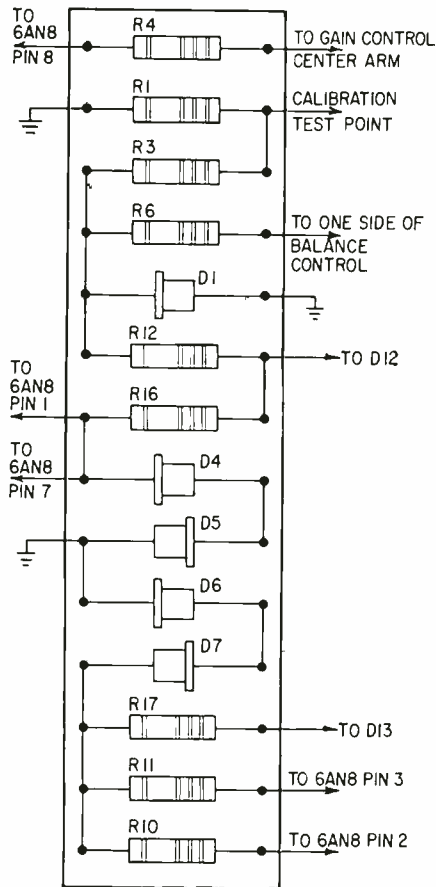 TO
6AN8
PIN 8
R4
TO GAIN CONTROL
CENTER ARM
R1
CALIBRATION
TEST POINT
R3
R6
TO ONE SIDE OF
BALANCE
CONTROL
D1
R12
TO D12
TO
6AN8
PIN 1
R16
TO
6AN8
PIN 7
D4
D5
D6
D7
R17
TO D13
R11
TO 6AN8 PIN 3
R10
TO 6AN8 PIN 2